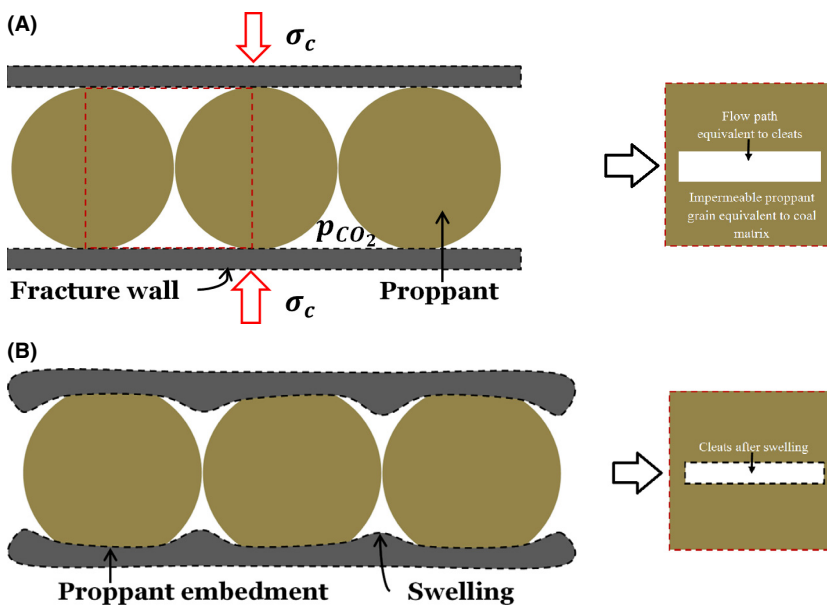 (A)
σc
Flow path
equivalent to cleats
Impermeable proppant
grain equivalent to coal
matrix
pCO2
Fracture wall
Proppant
σc
(B)
Cleats after swelling
Proppant embedment
Swelling